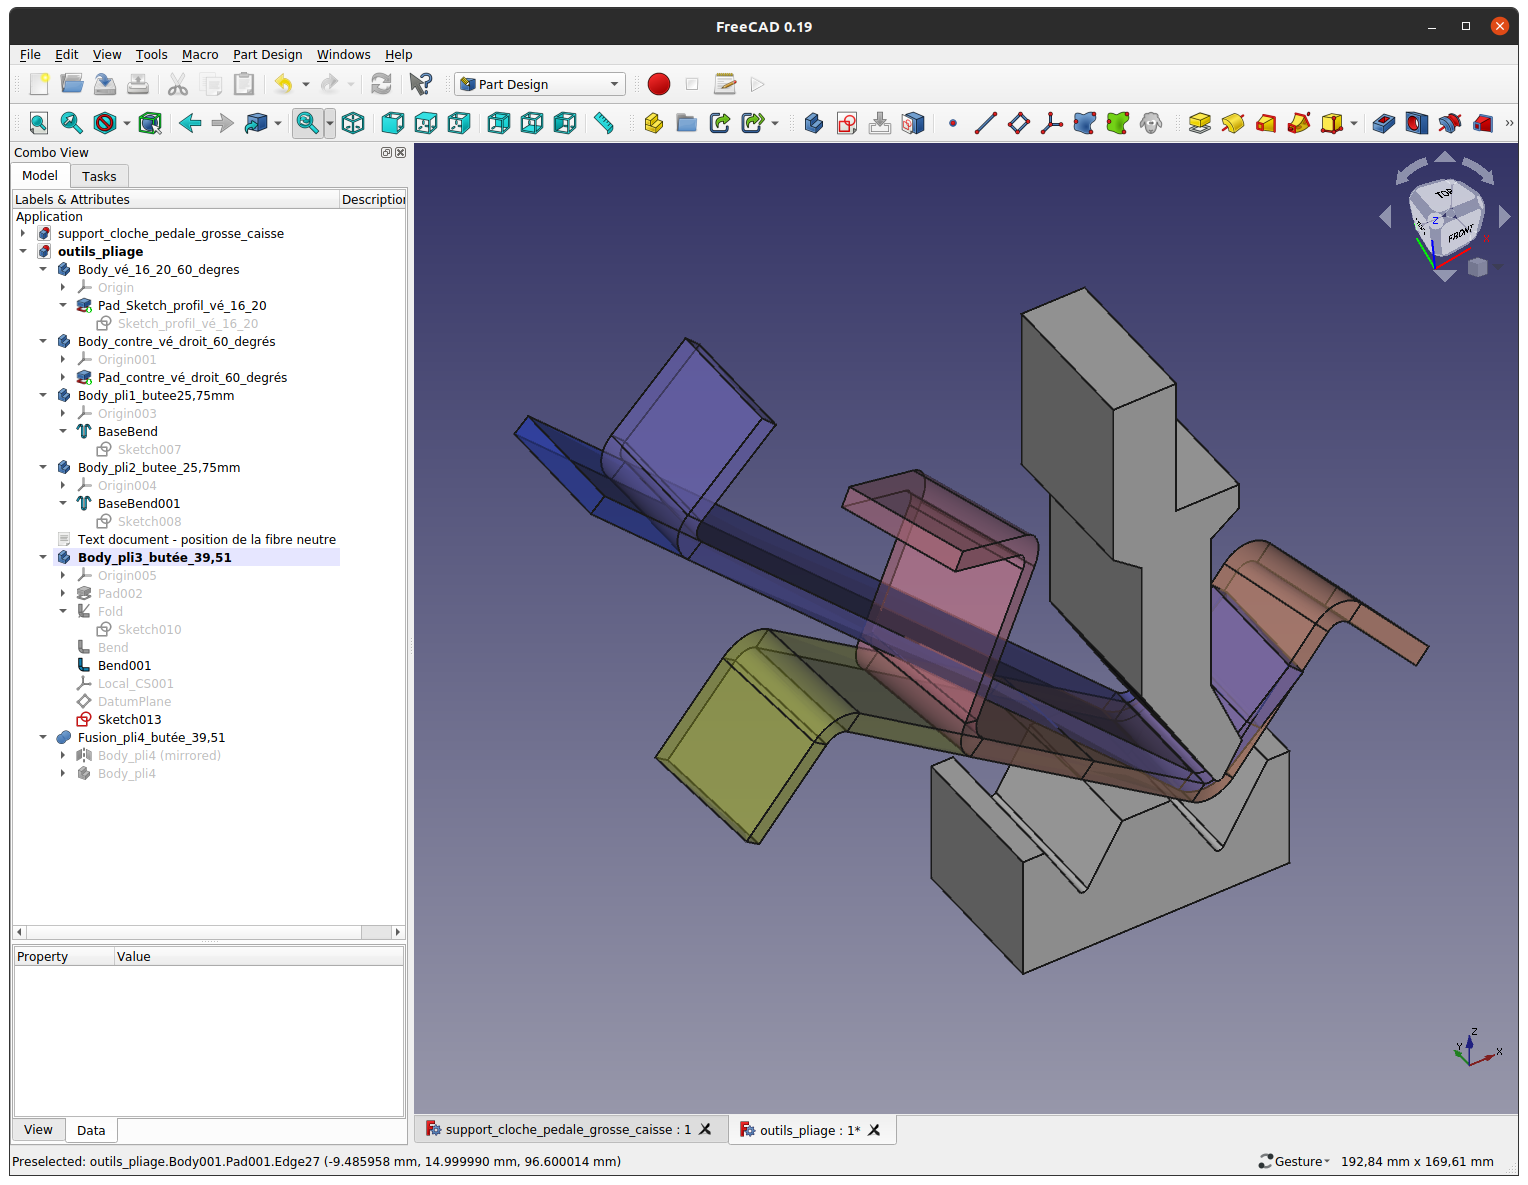 FreeCAD 0.19
File Edit View Tools Macro Part Design Windows Help
Part Design
Combo View
Model Tasks
Labels & Attributes Description
Application
support_cloche_pedale_grosse_caisse
outils_pliage
Body_vé_16_20_60_degres
Origin
Pad_Sketch_profil_vé_16_20
Sketch_profil_vé_16_20
Body_contre_vé_droit_60_degrés
Origin001
Pad_contre_vé_droit_60_degrés
Body_pli1_butee25,75mm
Origin003
BaseBend
Sketch007
Body_pli2_butee_25,75mm
Origin004
BaseBend001
Sketch008
Text document - position de la fibre neutre
Body_pli3_butée_39,51
Origin005
Pad002
Fold
Sketch010
Bend
Bend001
Local_CS001
DatumPlane
Sketch013
Fusion_pli4_butée_39,51
Body_pli4 (mirrored)
Body_pli4
TOP
FRONT
Z
X
Z
Y
X
Property Value
View Data
support_cloche_pedale_grosse_caisse : 1
outils_pliage : 1*
Preselected: outils_pliage.Body001.Pad001.Edge27 (-9.485958 mm, 14.999990 mm, 96.600014 mm)
Gesture 192,84 mm x 169,61 mm